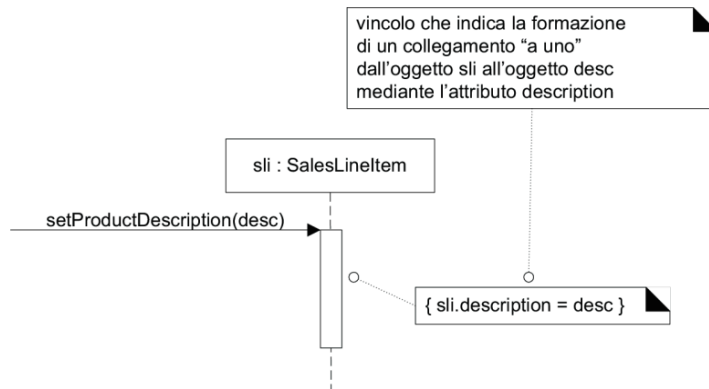 vincolo che indica la formazione
di un collegamento “a uno”
dall’oggetto sli all’oggetto desc
mediante l’attributo description
sli : SalesLineItem
setProductDescription(desc)
{ sli.description = desc }